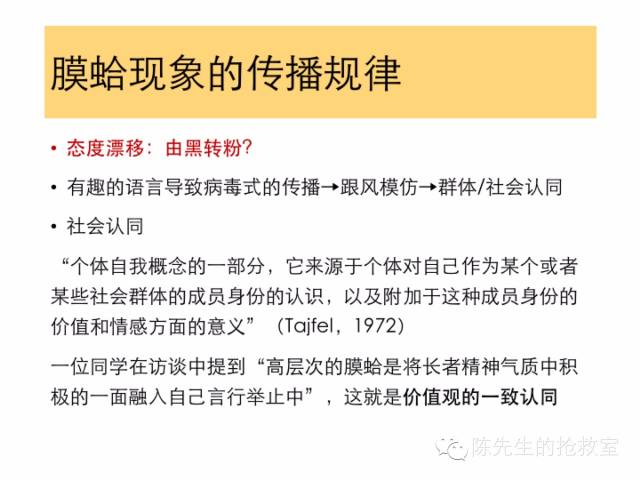 膜蛤现象的传播规律
• 态度漂移：由黑转粉？
• 有趣的语言导致病毒式的传播→跟风模仿→群体/社会认同
• 社会认同
“个体自我概念的一部分，它来源于个体对自己作为某个或者
某些社会群体的成员身份的认识，以及附加于这种成员身份的
价值和情感方面的意义”（Tajfel，1972）
一位同学在访谈中提到“高层次的膜蛤是将长者精神气质中积
极的一面融入自己言行举止中”，这就是价值观的一致认同
陈先生的抢救室